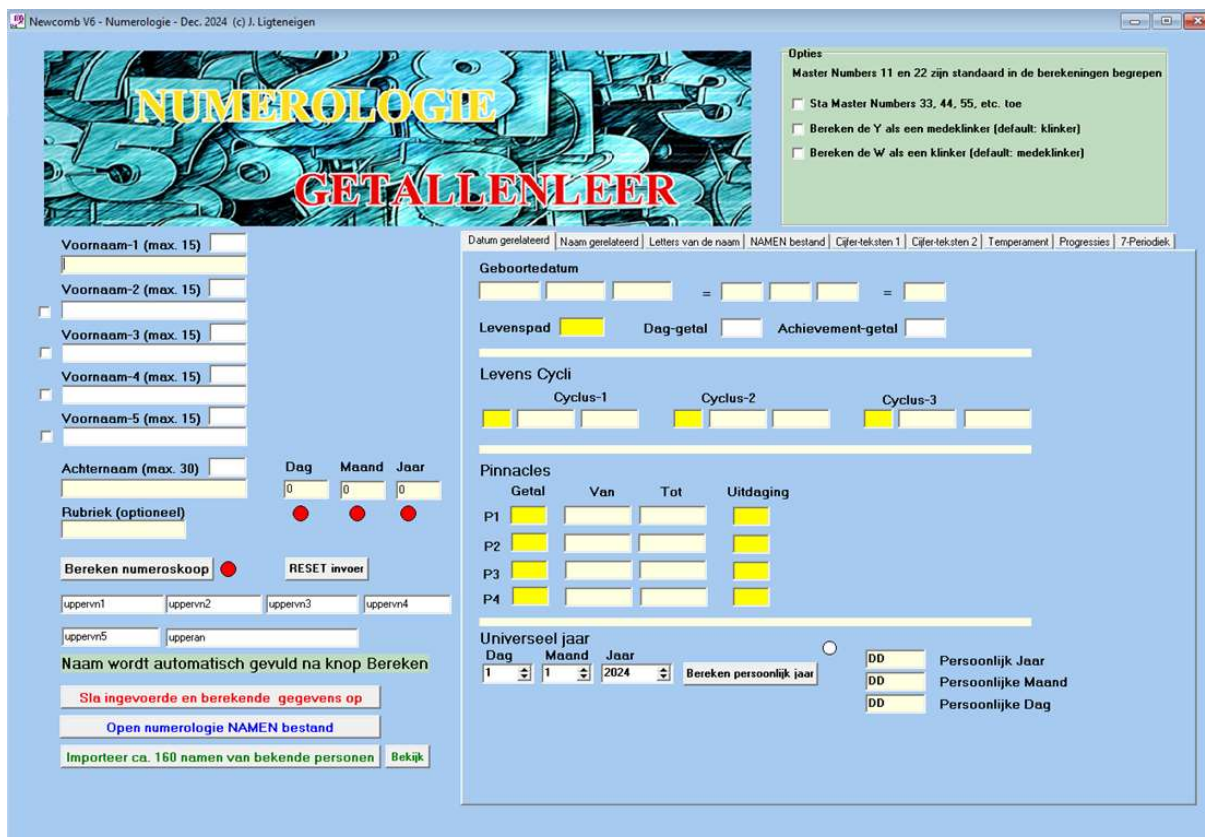 Newcomb V6 - Numerologie - Dec. 2024 (c) J. Ligteneigen
NUMEROLOGIE
GETALLENLEER
Opties
Master Numbers 11 en 22 zijn standaard in de berekeningen begrepen
Sta Master Numbers 33, 44, 55, etc. toe
Bereken de Y als een medeklinker (default: klinker)
Bereken de W als een klinker (default: medeklinker)
Voornaam-1 (max. 15)
Voornaam-2 (max. 15)
Voornaam-3 (max. 15)
Voornaam-4 (max. 15)
Voornaam-5 (max. 15)
Achternaam (max. 30) Dag Maand Jaar
0 0 0
Rubriek (optioneel)
Bereken numeroskoop RESET invoer
uppervn1 uppervn2 uppervn3 uppervn4
uppervn5 upperan
Naam wordt automatisch gevuld na knop Bereken
Sla ingevoerde en berekende gegevens op
Open numerologie NAMEN bestand
Importeer ca. 160 namen van bekende personen Bekijk
Datum gerelateerd Naam gerelateerd Letters van de naam NAMEN bestand Cijfer-teksten 1 Cijfer-teksten 2 Temperament Progressies 7-Periodiek
Geboortedatum
= =
Levenspad Dag-getal Achievement-getal
Levens Cycli
Cyclus-1 Cyclus-2 Cyclus-3
Pinnacles
Getal Van Tot Uitdaging
P1
P2
P3
P4
Universeel jaar
Dag Maand Jaar
1 1 2024 Bereken persoonlijk jaar
DD Persoonlijk Jaar
DD Persoonlijke Maand
DD Persoonlijke Dag